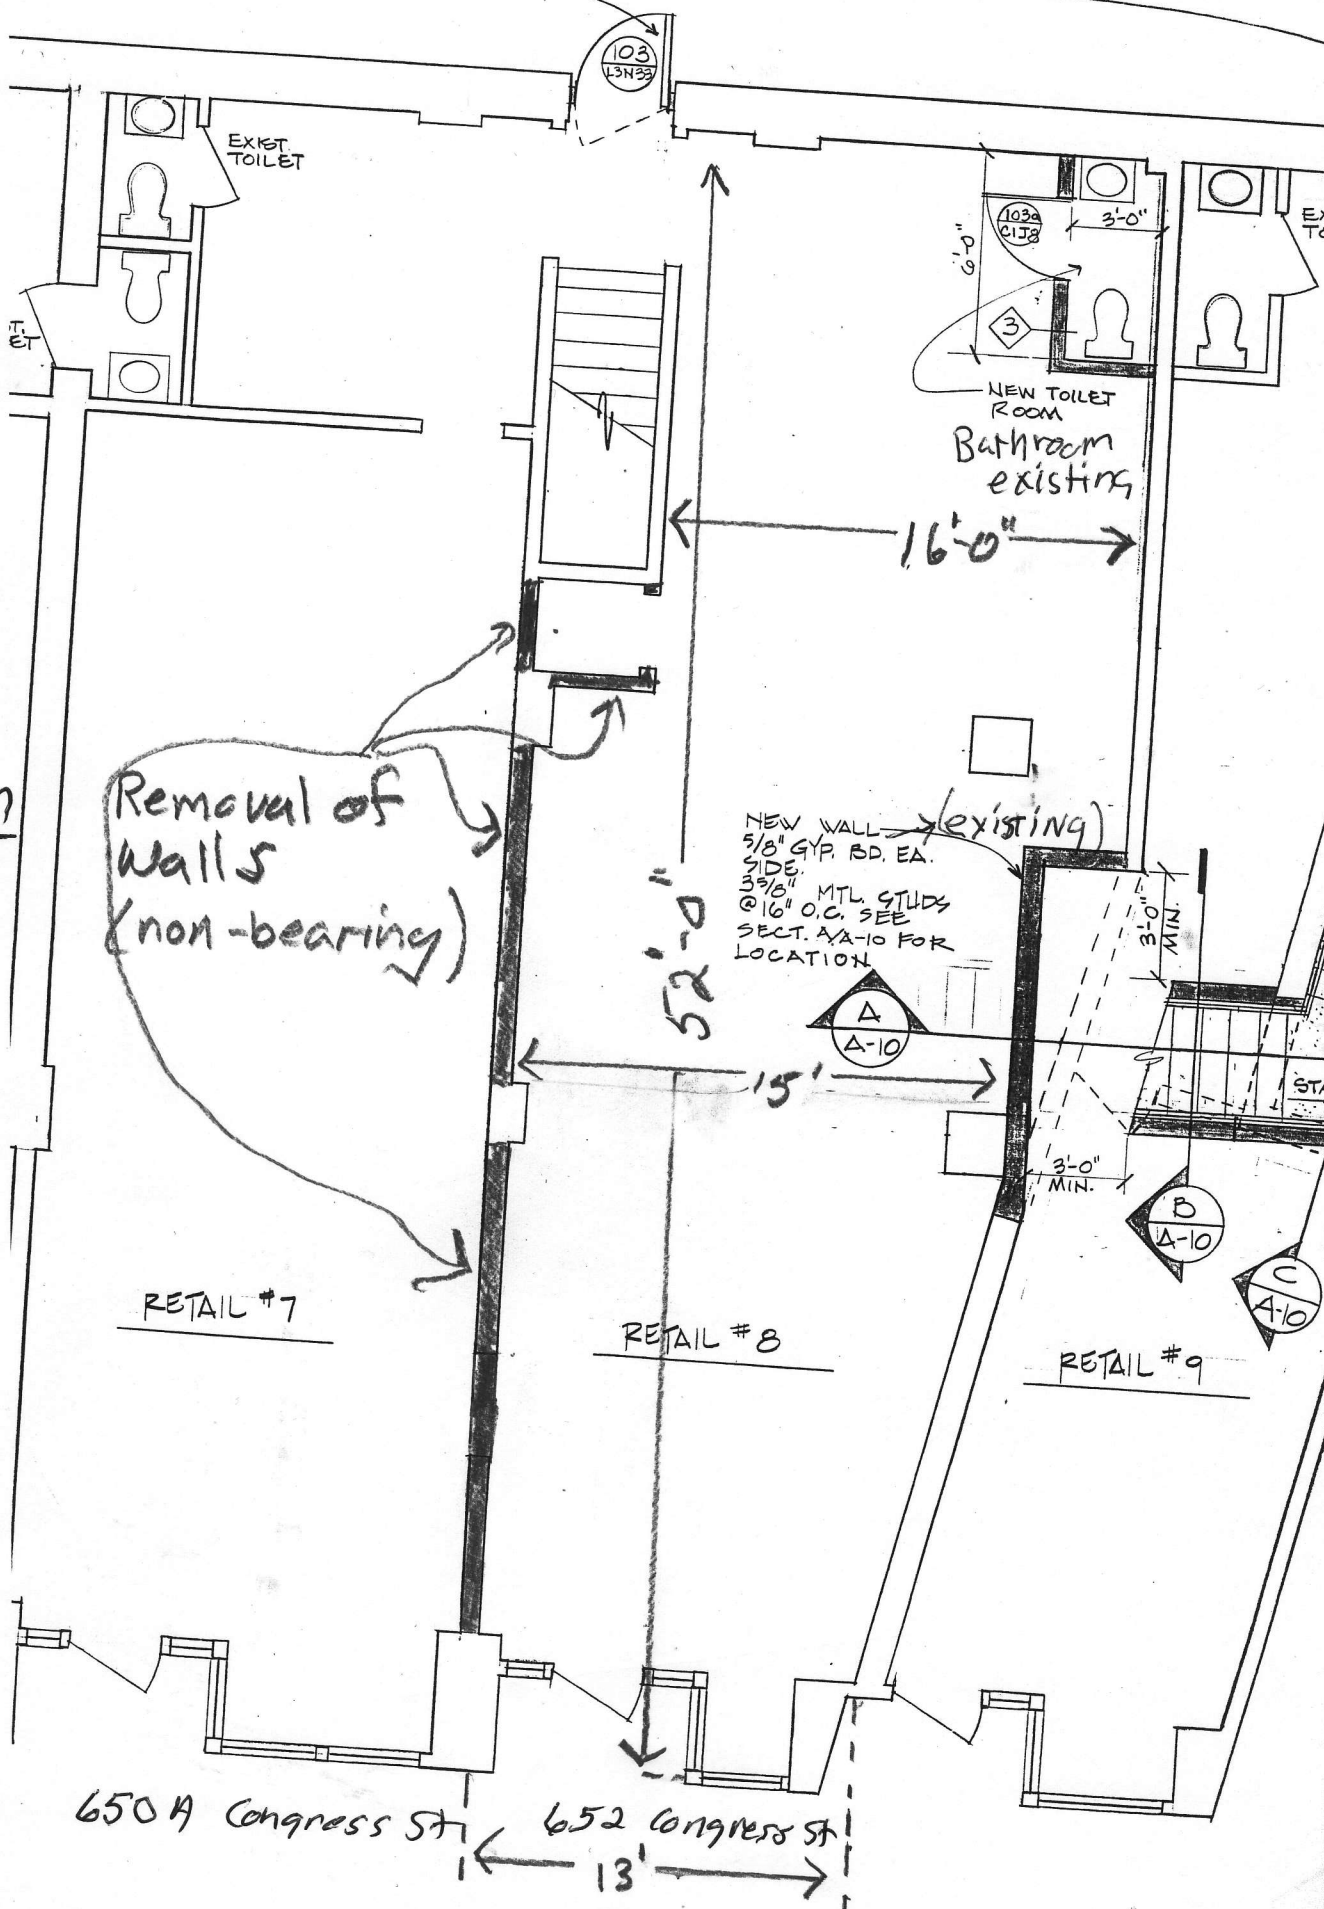 103
L3N33
EXIST.
TOILET
103a
C1J8
3'-0"
6'-0"
3
NEW TOILET
ROOM
Bathroom
existing
16'-0"
Removal of
Walls
(non-bearing)
52'-0"
NEW WALL (existing)
5/8" GYP. BD. EA.
SIDE.
3 5/8" MTL. STUDS
@ 16" O.C. SEE
SECT. A/A-10 FOR
LOCATION
3'-0"
MIN.
A
A-10
15'
3'-0"
MIN.
B
A-10
C
A-10
RETAIL #7
RETAIL #8
RETAIL #9
650 A Congress St
652 Congress St
13'